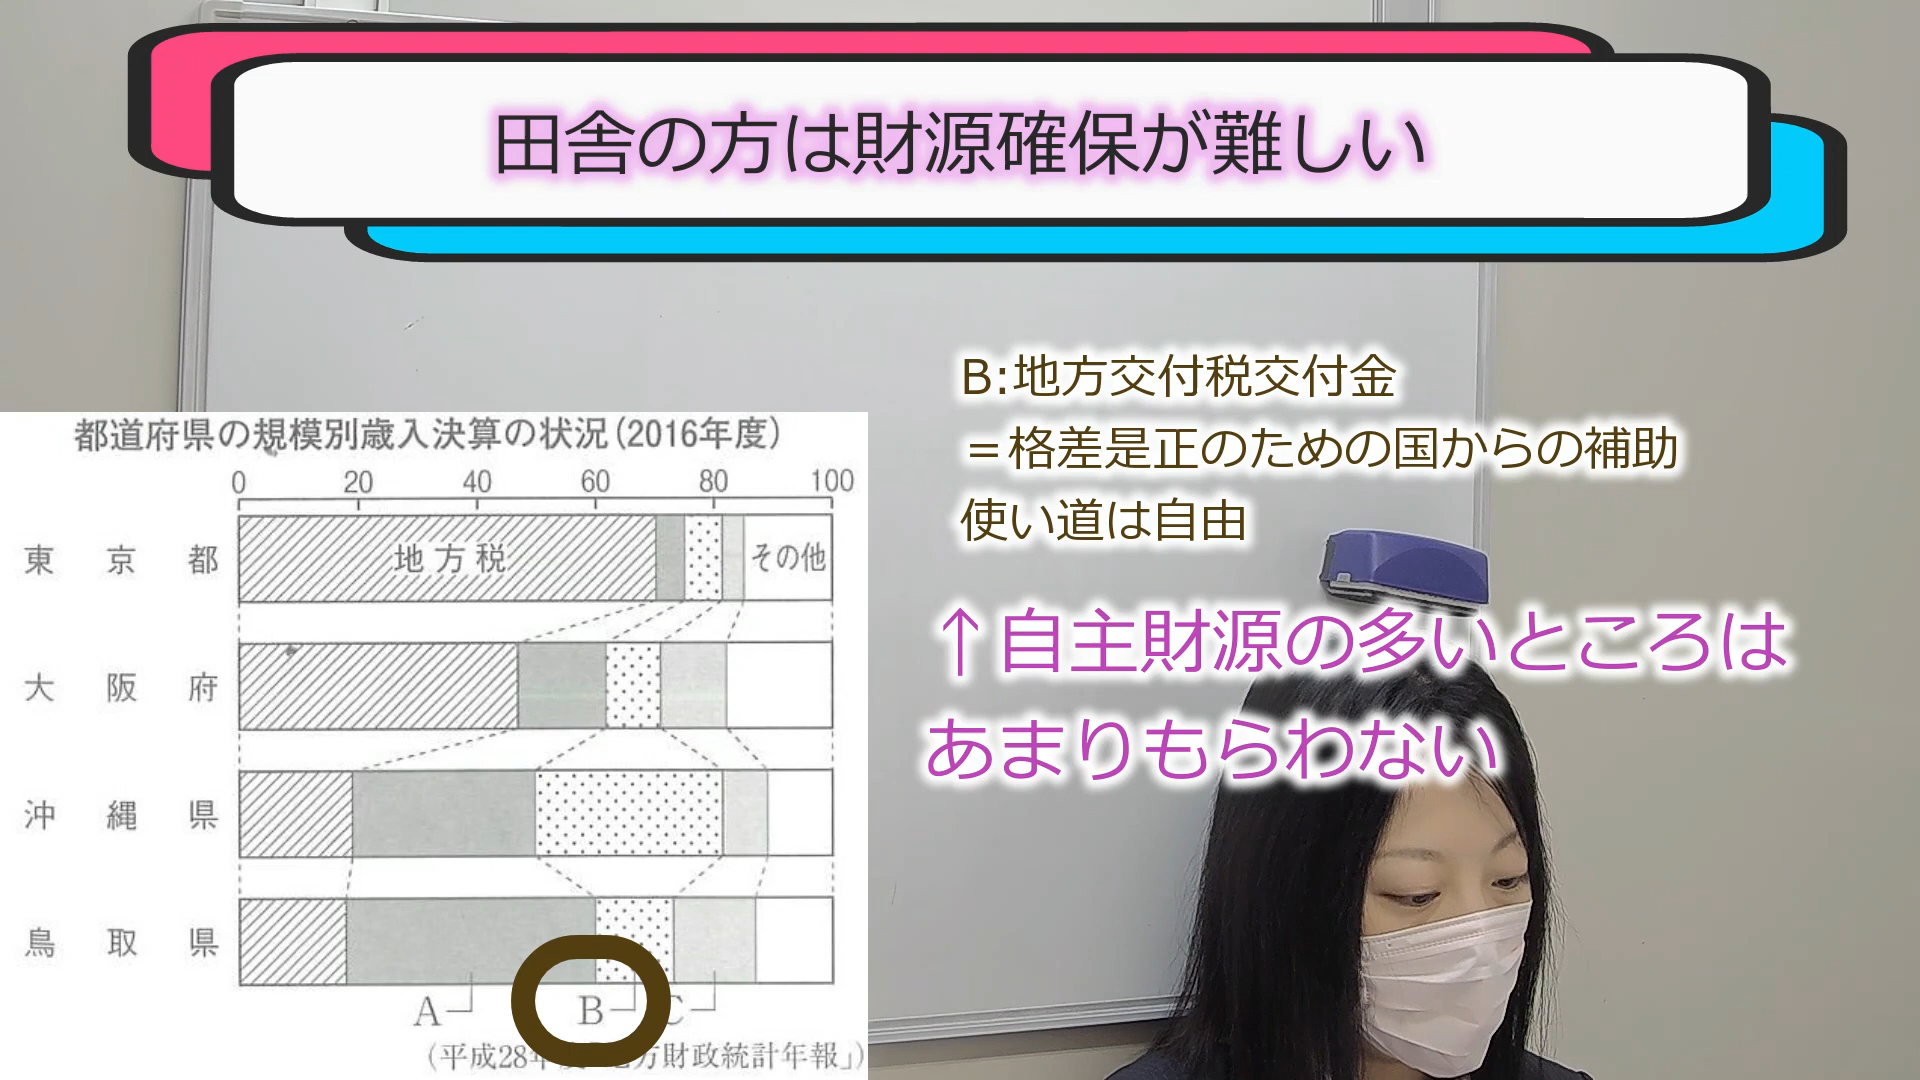 田舎の方は財源確保が難しい
B:地方交付税交付金
＝格差是正のための国からの補助
使い道は自由
↑自主財源の多いところは
あまりもらわない
都道府県の規模別歳入決算の状況(2016年度)
0 20 40 60 80 100
東京都 地方税 その他
大阪府
沖縄県
鳥取県
A B C
(平成28年 方財政統計年報」)